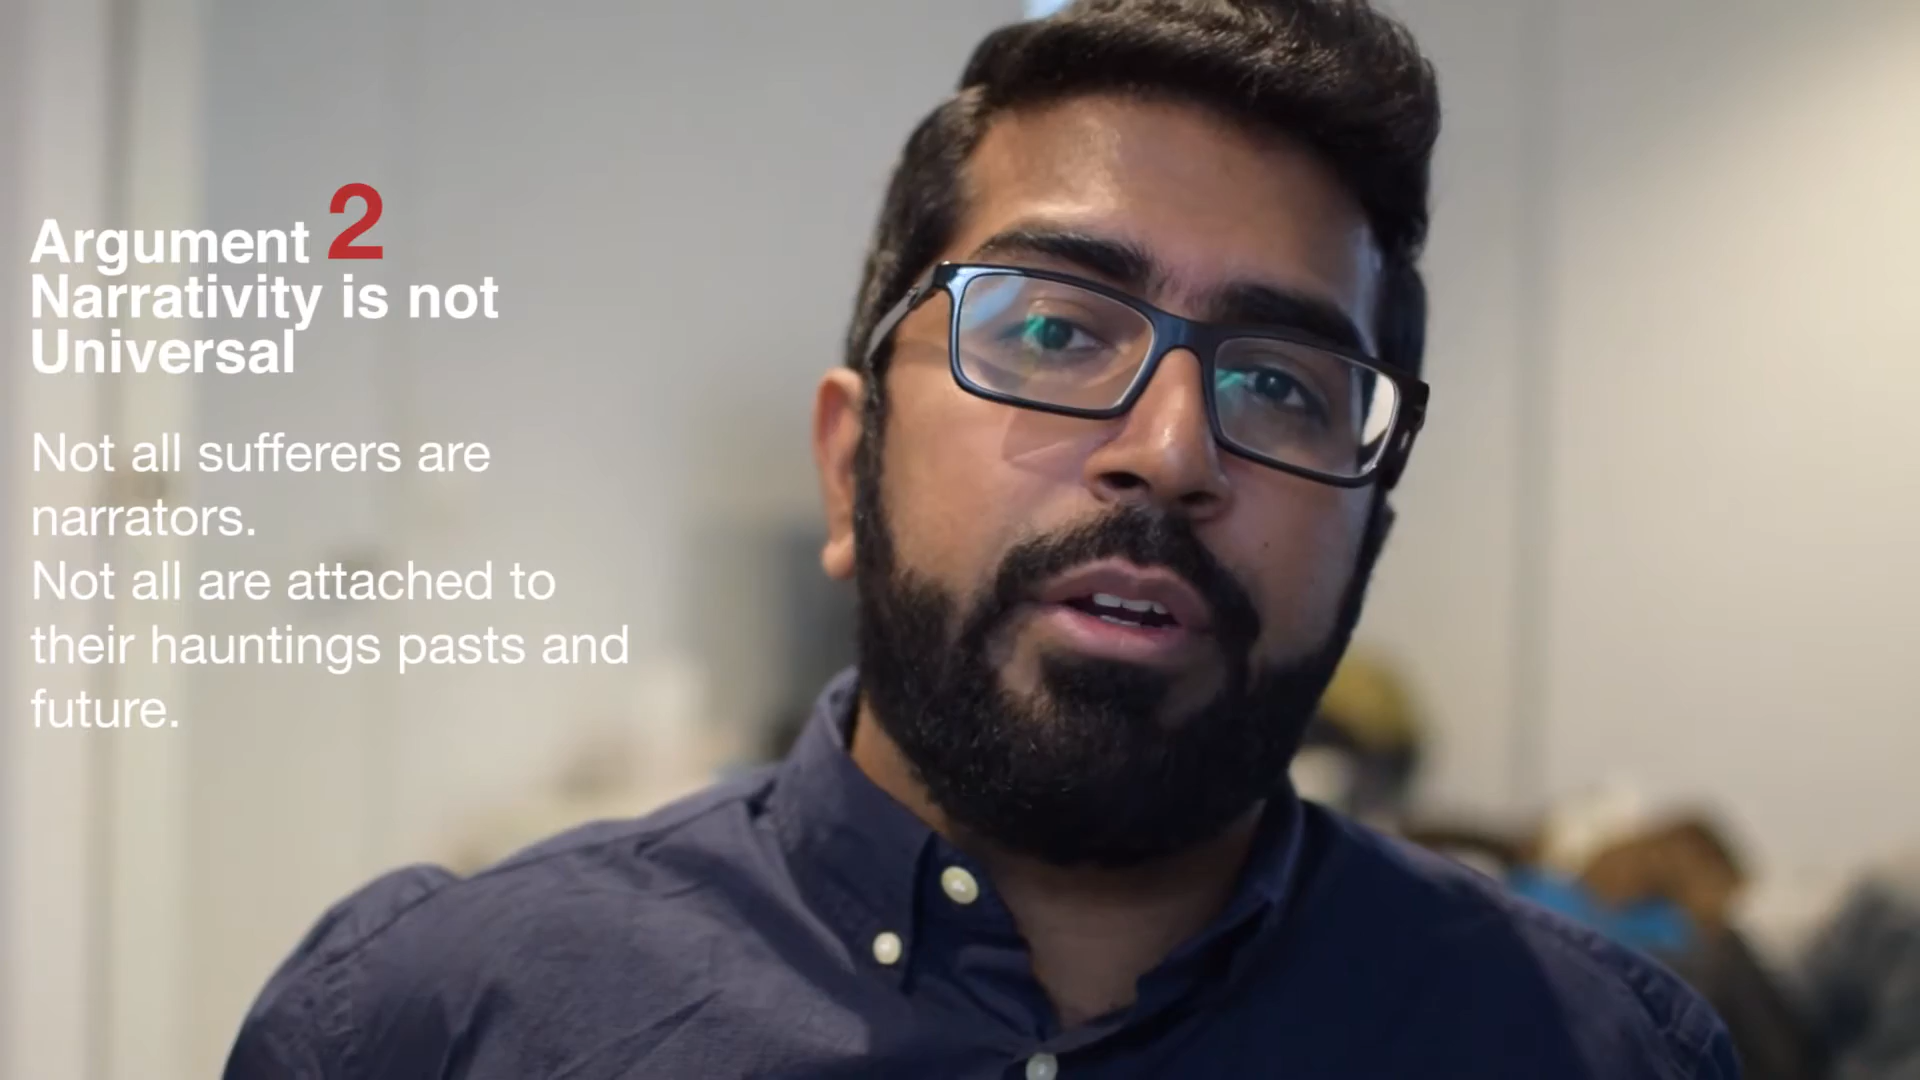 Argument 2
Narrativity is not
Universal
Not all sufferers are
narrators.
Not all are attached to
their hauntings pasts and
future.